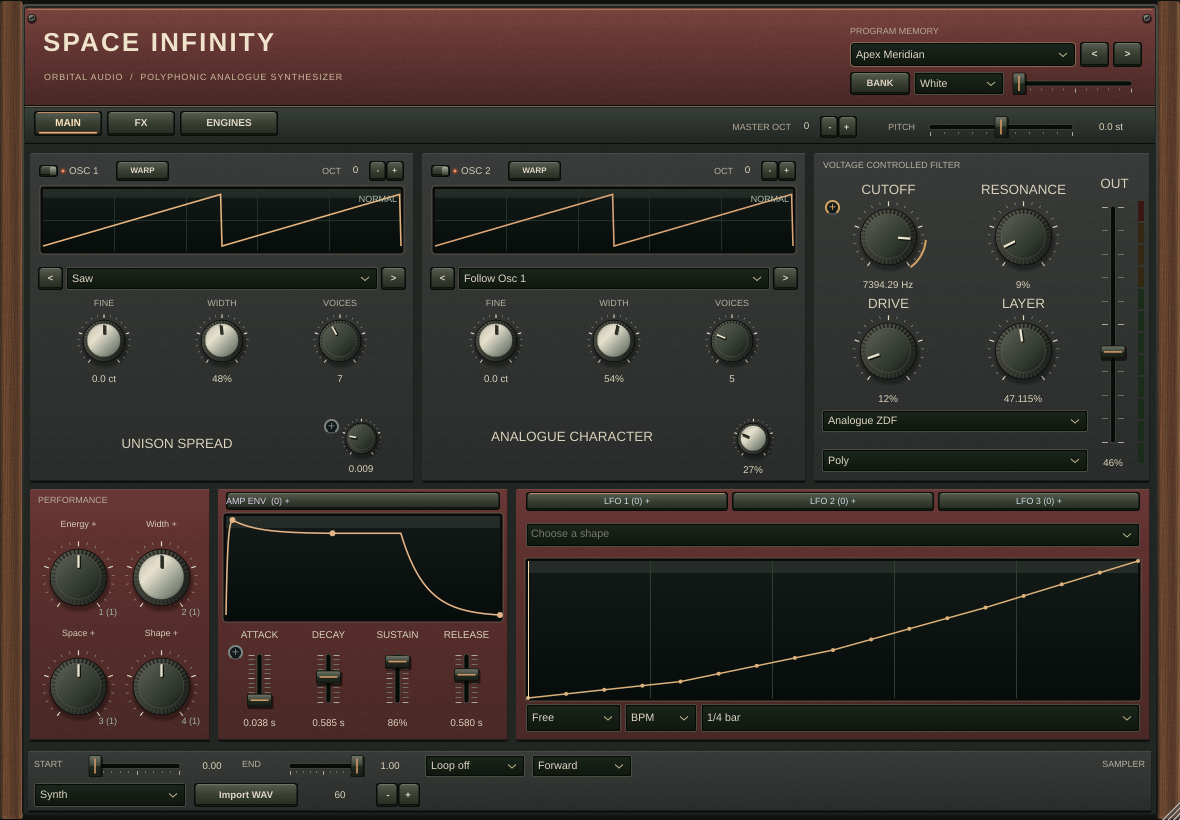 SPACE INFINITY
ORBITAL AUDIO / POLYPHONIC ANALOGUE SYNTHESIZER
PROGRAM MEMORY
Apex Meridian
< >
BANK White
MAIN FX ENGINES
MASTER OCT 0 - + PITCH 0.0 st
OSC 1 WARP OCT 0 - +
NORMAL
< Saw >
FINE WIDTH VOICES
0.0 ct 48% 7
UNISON SPREAD
+
0.009
OSC 2 WARP OCT 0 - +
NORMAL
< Follow Osc 1 >
FINE WIDTH VOICES
0.0 ct 54% 5
ANALOGUE CHARACTER
27%
VOLTAGE CONTROLLED FILTER
CUTOFF RESONANCE OUT
+
7394.29 Hz 9%
DRIVE LAYER
12% 47.115%
Analogue ZDF
Poly
46%
PERFORMANCE
Energy + Width +
1 (1) 2 (1)
Space + Shape +
3 (1) 4 (1)
AMP ENV (0) +
ATTACK DECAY SUSTAIN RELEASE
+
0.038 s 0.585 s 86% 0.580 s
LFO 1 (0) + LFO 2 (0) + LFO 3 (0) +
Choose a shape
Free BPM 1/4 bar
START 0.00 END 1.00 Loop off Forward SAMPLER
Synth Import WAV 60 - +